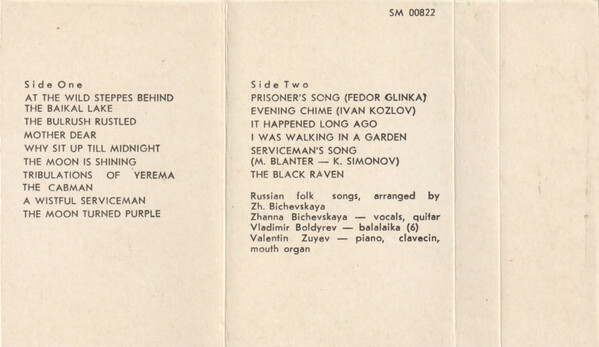 SM 00822
Side One
AT THE WILD STEPPES BEHIND
THE BAIKAL LAKE
THE BULRUSH RUSTLED
MOTHER DEAR
WHY SIT UP TILL MIDNIGHT
THE MOON IS SHINING
TRIBULATIONS OF YEREMA
THE CABMAN
A WISTFUL SERVICEMAN
THE MOON TURNED PURPLE
Side Two
PRISONER'S SONG (FEDOR GLINKA)
EVENING CHIME (IVAN KOZLOV)
IT HAPPENED LONG AGO
I WAS WALKING IN A GARDEN
SERVICEMAN'S SONG
(M. BLANTER — K. SIMONOV)
THE BLACK RAVEN
Russian folk songs, arranged by
Zh. Bichevskaya
Zhanna Bichevskaya — vocals, guitar
Vladimir Boldyrev — balalaika (6)
Valentin Zuyev — piano, clavecin,
mouth organ